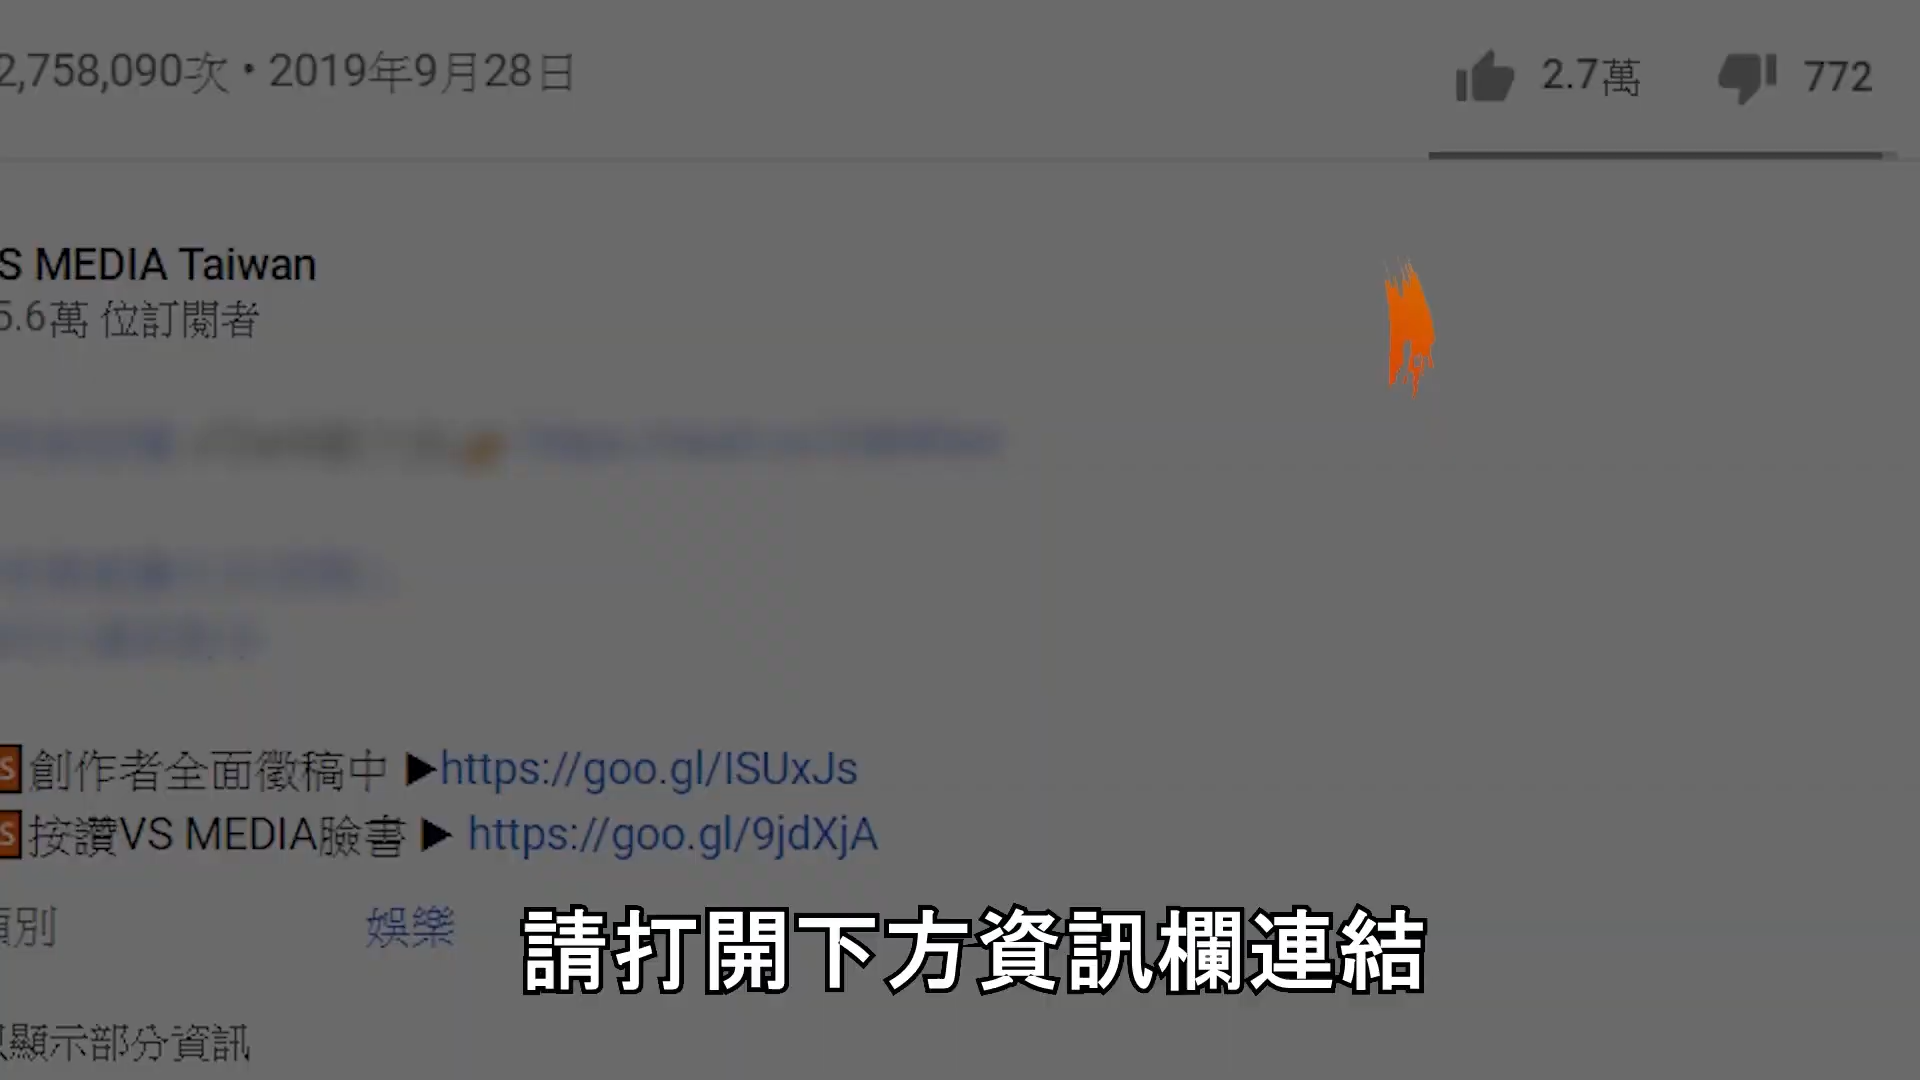 2,758,090次 • 2019年9月28日
2.7萬
772
S MEDIA Taiwan
5.6萬 位訂閱者
創作者全面徵稿中 ▶https://goo.gl/ISUxJs
按讚VS MEDIA臉書 ▶ https://goo.gl/9jdXjA
類別
娛樂
請打開下方資訊欄連結
只顯示部分資訊